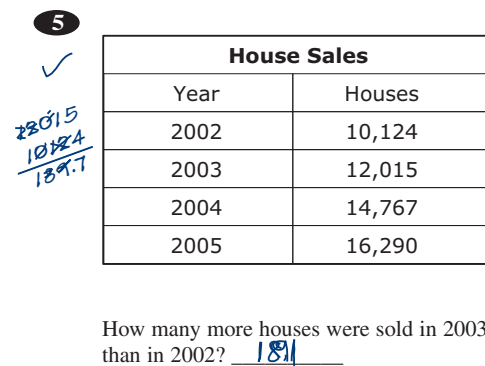 5
House Sales
Year Houses
2002 10,124
2003 12,015
2004 14,767
2005 16,290
How many more houses were sold in 2003
than in 2002? 1891